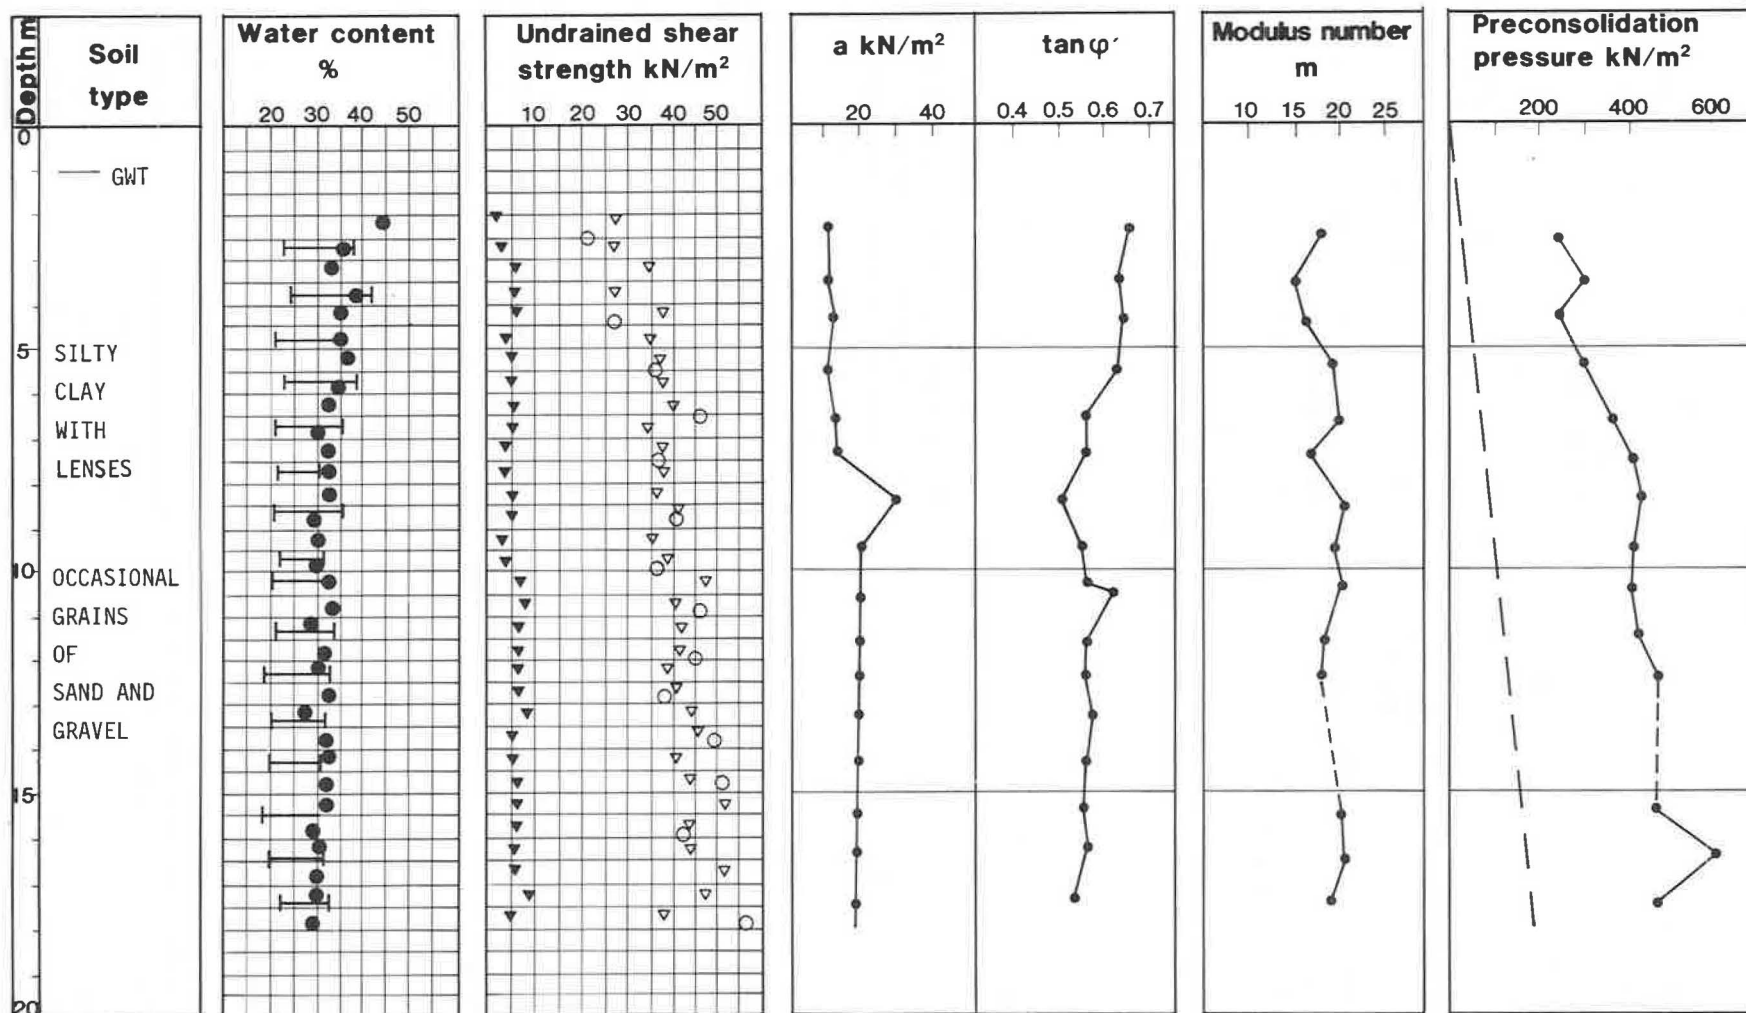 Depth m
Soil
type
Water content
%
20 30 40 50
Undrained shear
strength kN/m²
10 20 30 40 50
a kN/m²
20 40
tan φ′
0.4 0.5 0.6 0.7
Modulus number
m
10 15 20 25
Preconsolidation
pressure kN/m²
200 400 600
0
GWT
5
SILTY
CLAY
WITH
LENSES
10
OCCASIONAL
GRAINS
OF
SAND AND
GRAVEL
15
20